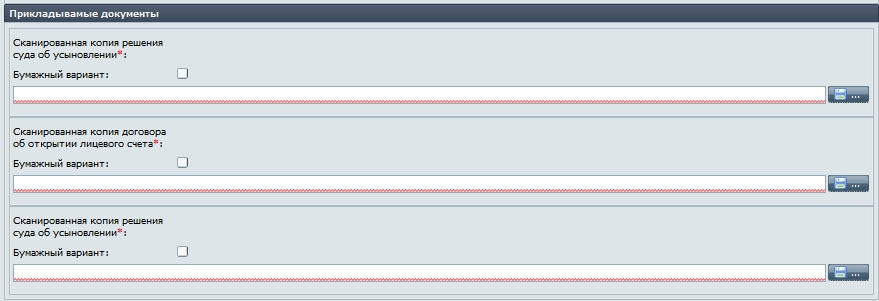 Прикладывамые документы
Сканированная копия решения
суда об усыновлении*:
Бумажный вариант:
...
Сканированная копия договора
об открытии лицевого счета*:
Бумажный вариант:
...
Сканированная копия решения
суда об усыновлении*:
Бумажный вариант:
...